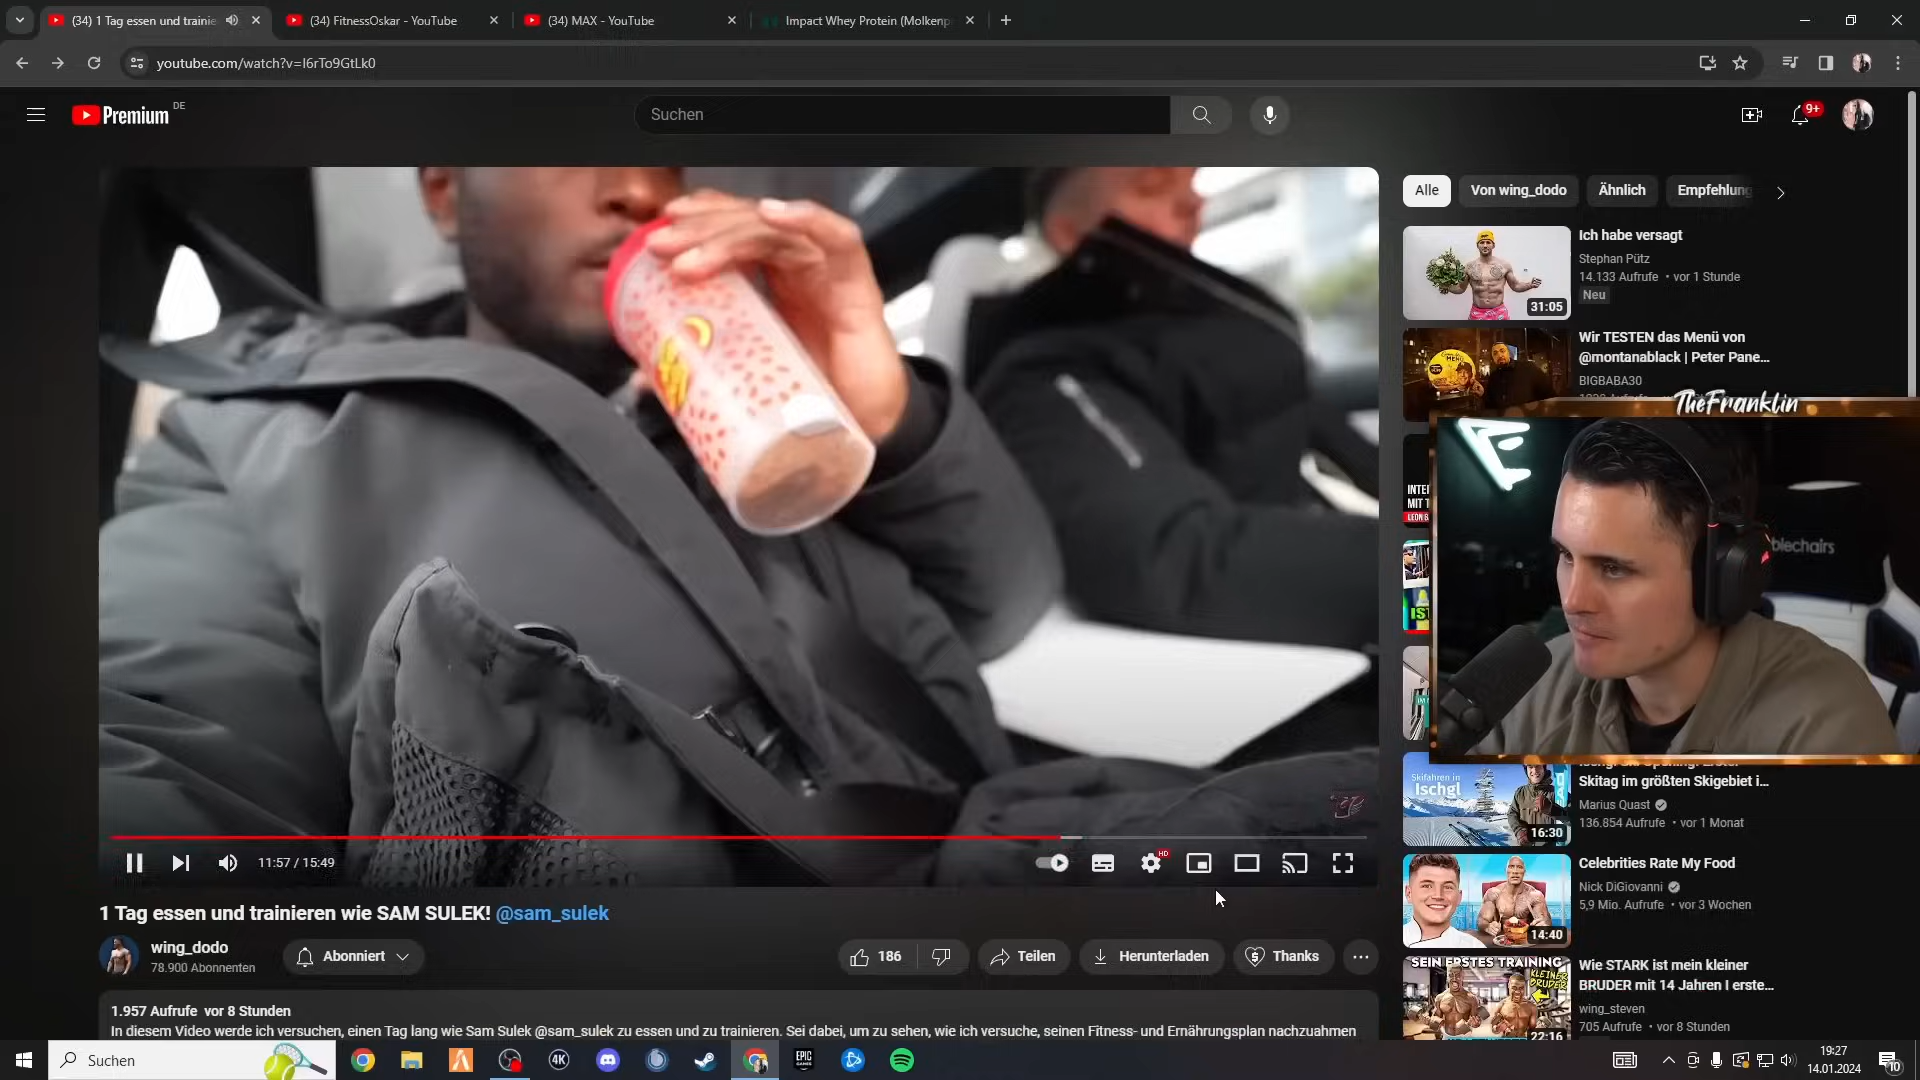 (34) 1 Tag essen und trainie
(34) FitnessOskar - YouTube
(34) MAX - YouTube
Impact Whey Protein (Molkenp
youtube.com/watch?v=I6rTo9GtLk0
Premium DE
Suchen
9+
Alle
Von wing_dodo
Ähnlich
Empfehlung
Ich habe versagt
Stephan Pütz
14.133 Aufrufe • vor 1 Stunde
Neu
31:05
Wir TESTEN das Menü von
@montanablack | Peter Pane...
BIGBABA30
TheFranklin
blechairs
Skitag im größten Skigebiet i...
Marius Quast
136.854 Aufrufe • vor 1 Monat
Skifahren in
Ischgl
16:30
Celebrities Rate My Food
Nick DiGiovanni
5,9 Mio. Aufrufe • vor 3 Wochen
14:40
SEIN ERSTES TRAINING
KLEINER
BRUDER
Wie STARK ist mein kleiner
BRUDER mit 14 Jahren I erste...
wing_steven
705 Aufrufe • vor 8 Stunden
22:16
11:57 / 15:49
HD
1 Tag essen und trainieren wie SAM SULEK! @sam_sulek
wing_dodo
78.900 Abonnenten
Abonniert
186
Teilen
Herunterladen
Thanks
1.957 Aufrufe vor 8 Stunden
In diesem Video werde ich versuchen, einen Tag lang wie Sam Sulek @sam_sulek zu essen und zu trainieren. Sei dabei, um zu sehen, wie ich versuche, seinen Fitness- und Ernährungsplan nachzuahmen
Suchen
4K
EPIC
GAMES
19:27
14.01.2024
10